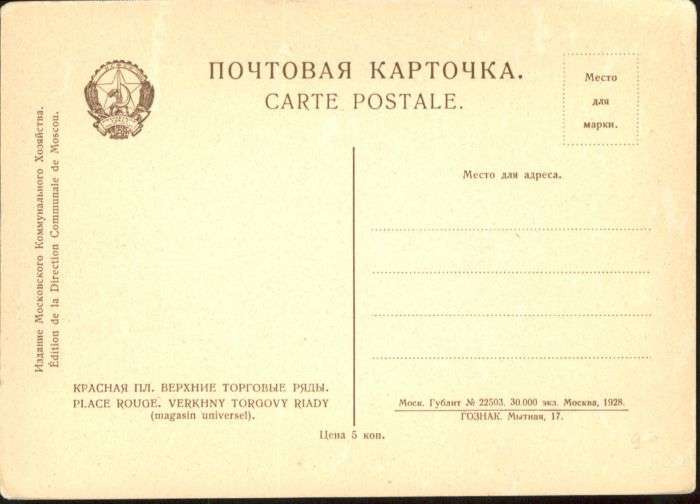 ПОЧТОВАЯ КАРТОЧКА.
CARTE POSTALE.
Место
для
марки.
Место для адреса.
Издание Московского Коммунального Хозяйства.
Édition de la Direction Communale de Moscou.
КРАСНАЯ ПЛ. ВЕРХНИЕ ТОРГОВЫЕ РЯДЫ.
PLACE ROUGE. VERKHNY TORGOVY RIADY
(magasin universel).
Цена 5 коп.
Моск. Гублит № 22503. 30.000 экз. Москва, 1928.
ГОЗНАК. Мытная, 17.